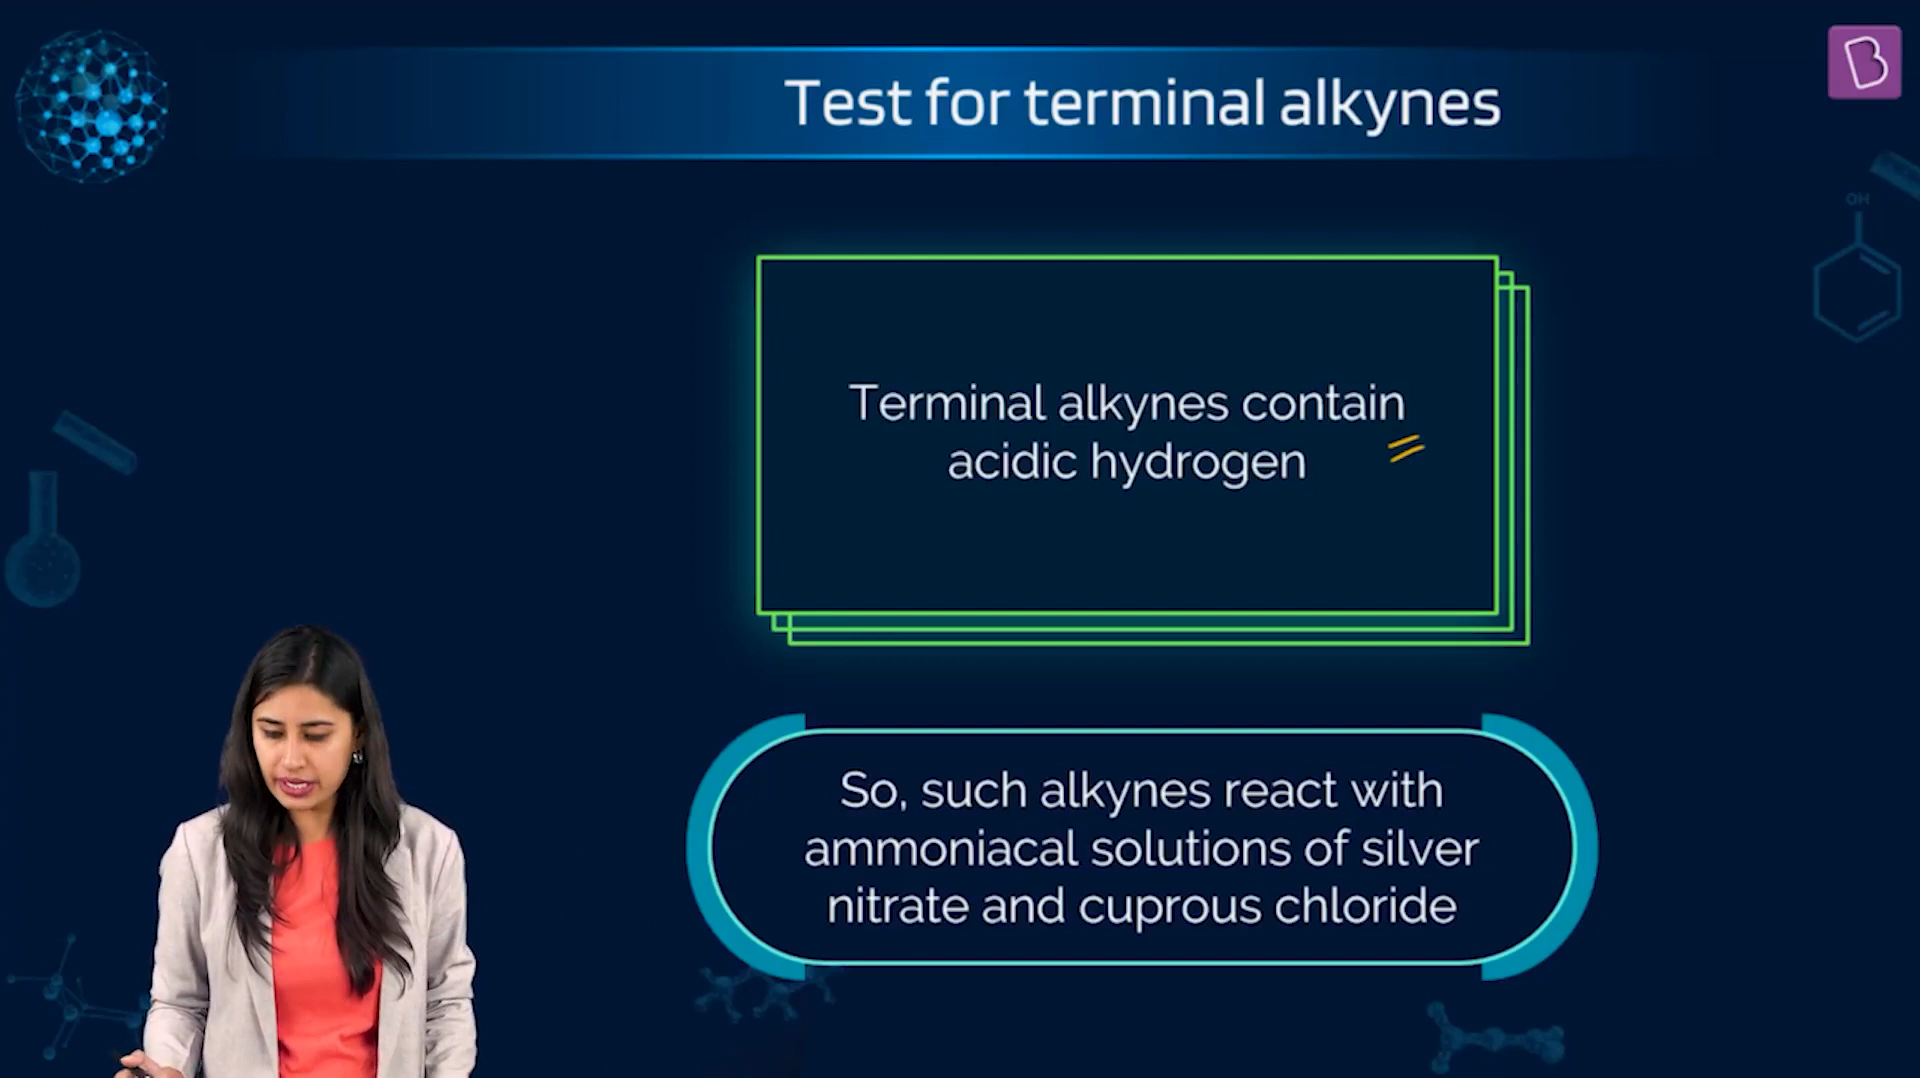 Test for terminal alkynes
B
OH
Terminal alkynes contain
acidic hydrogen
So, such alkynes react with
ammoniacal solutions of silver
nitrate and cuprous chloride